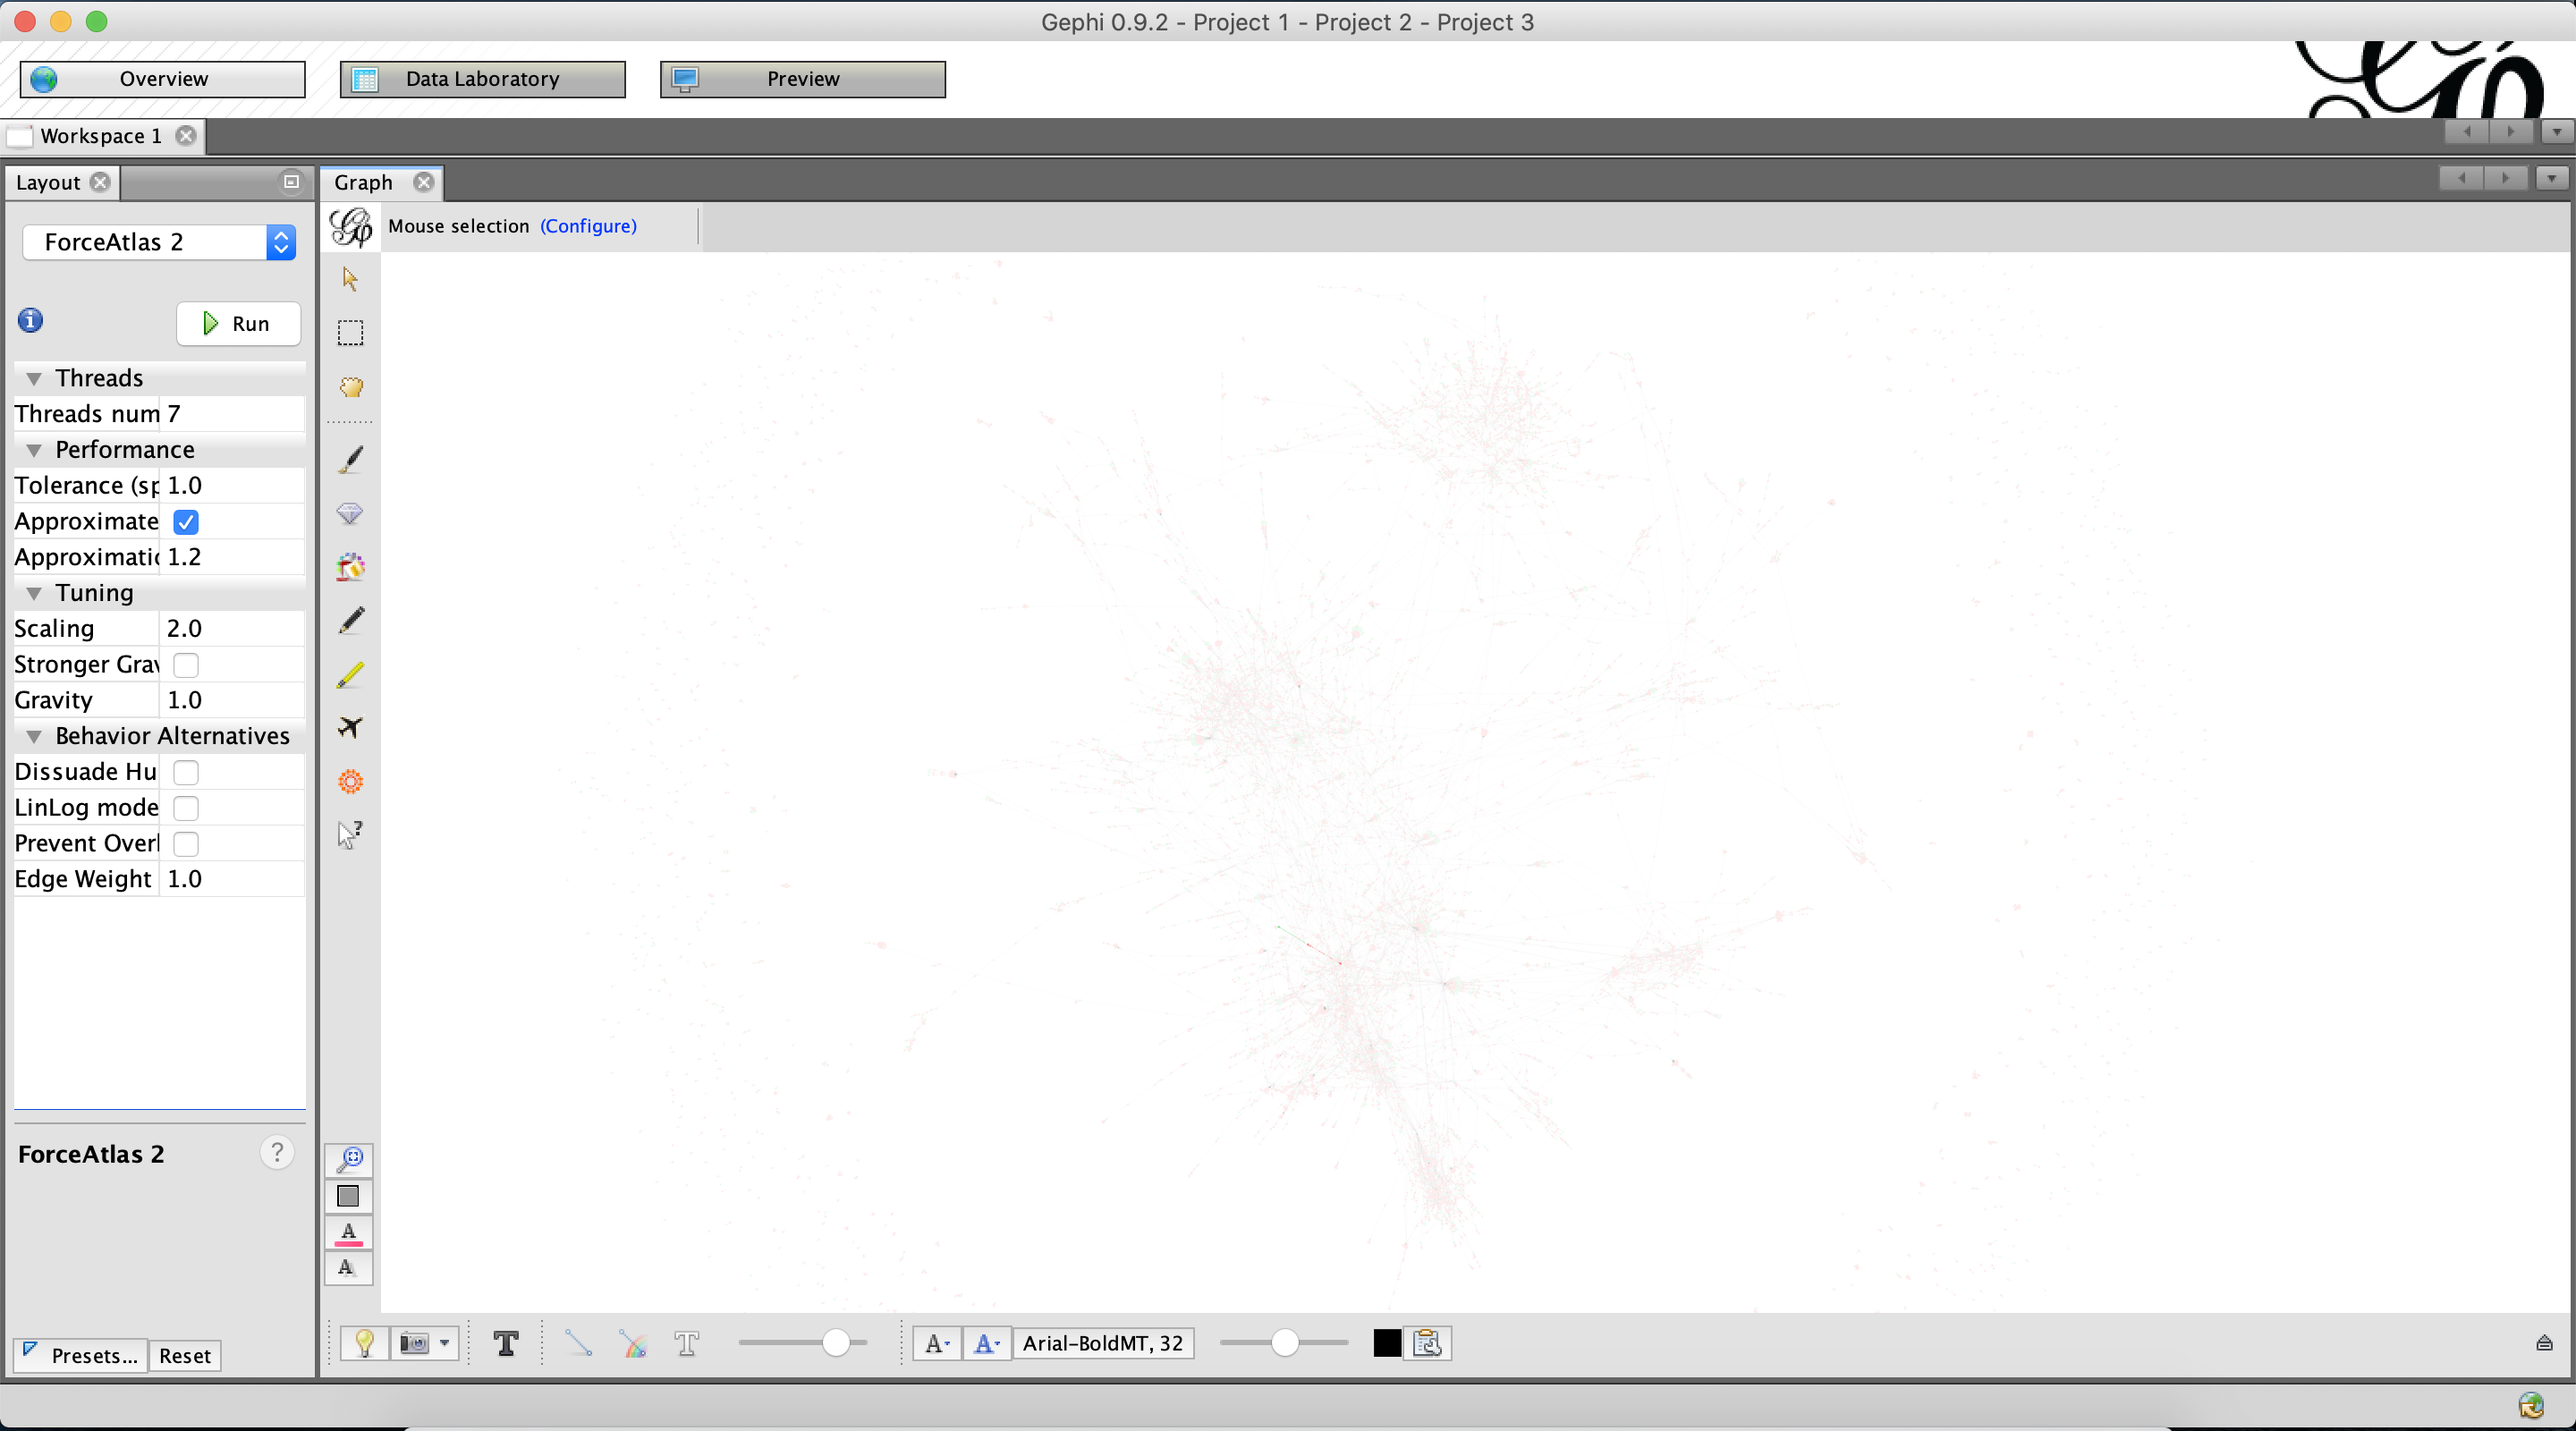 Gephi 0.9.2 - Project 1 - Project 2 - Project 3
Overview
Data Laboratory
Preview
Workspace 1
Layout
Graph
Mouse selection (Configure)
ForceAtlas 2
Run
Threads
Threads num 7
Performance
Tolerance (sp 1.0
Approximate
Approximatic 1.2
Tuning
Scaling 2.0
Stronger Grav
Gravity 1.0
Behavior Alternatives
Dissuade Hu
LinLog mode
Prevent Overl
Edge Weight 1.0
ForceAtlas 2
?
A
A
Presets...
Reset
T
T
A
A
Arial-BoldMT, 32